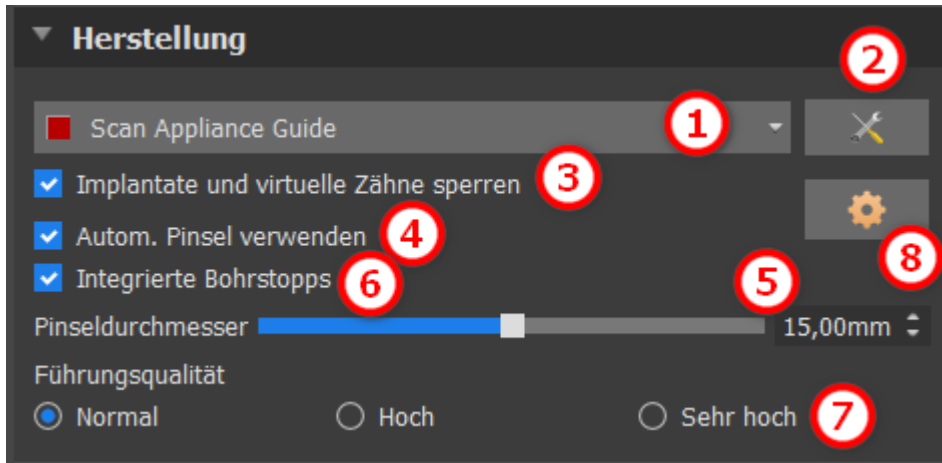 Herstellung
2
Scan Appliance Guide 1
Implantate und virtuelle Zähne sperren 3
Autom. Pinsel verwenden 4
8
Integrierte Bohrstopps 6 5
Pinseldurchmesser 15,00mm
Führungsqualität
Normal Hoch Sehr hoch 7